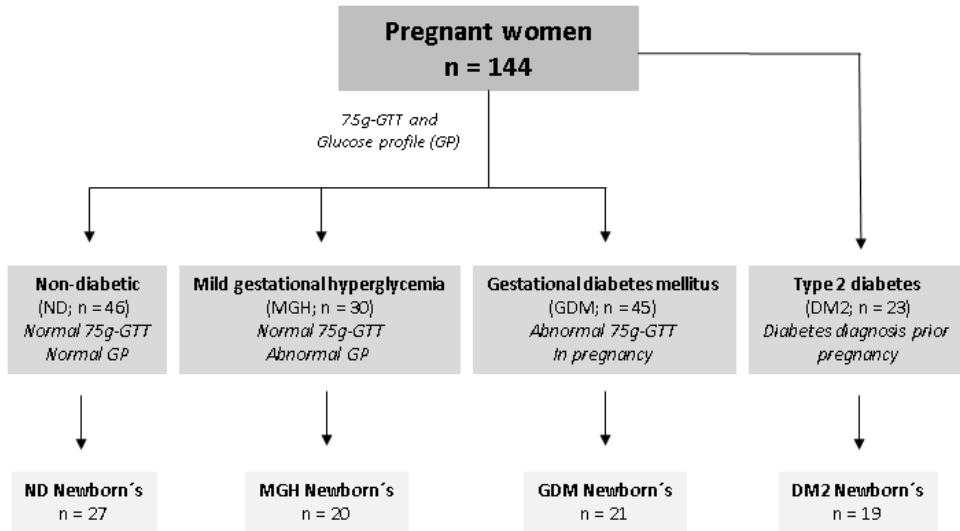 Pregnant women
n = 144
75g-GTT and
Glucose profile (GP)
Non-diabetic
(ND; n = 46)
Normal 75g-GTT
Normal GP
Mild gestational hyperglycemia
(MGH; n = 30)
Normal 75g-GTT
Abnormal GP
Gestational diabetes mellitus
(GDM; n = 45)
Abnormal 75g-GTT
In pregnancy
Type 2 diabetes
(DM2; n = 23)
Diabetes diagnosis prior
pregnancy
ND Newborn´s
n = 27
MGH Newborn´s
n = 20
GDM Newborn´s
n = 21
DM2 Newborn´s
n = 19